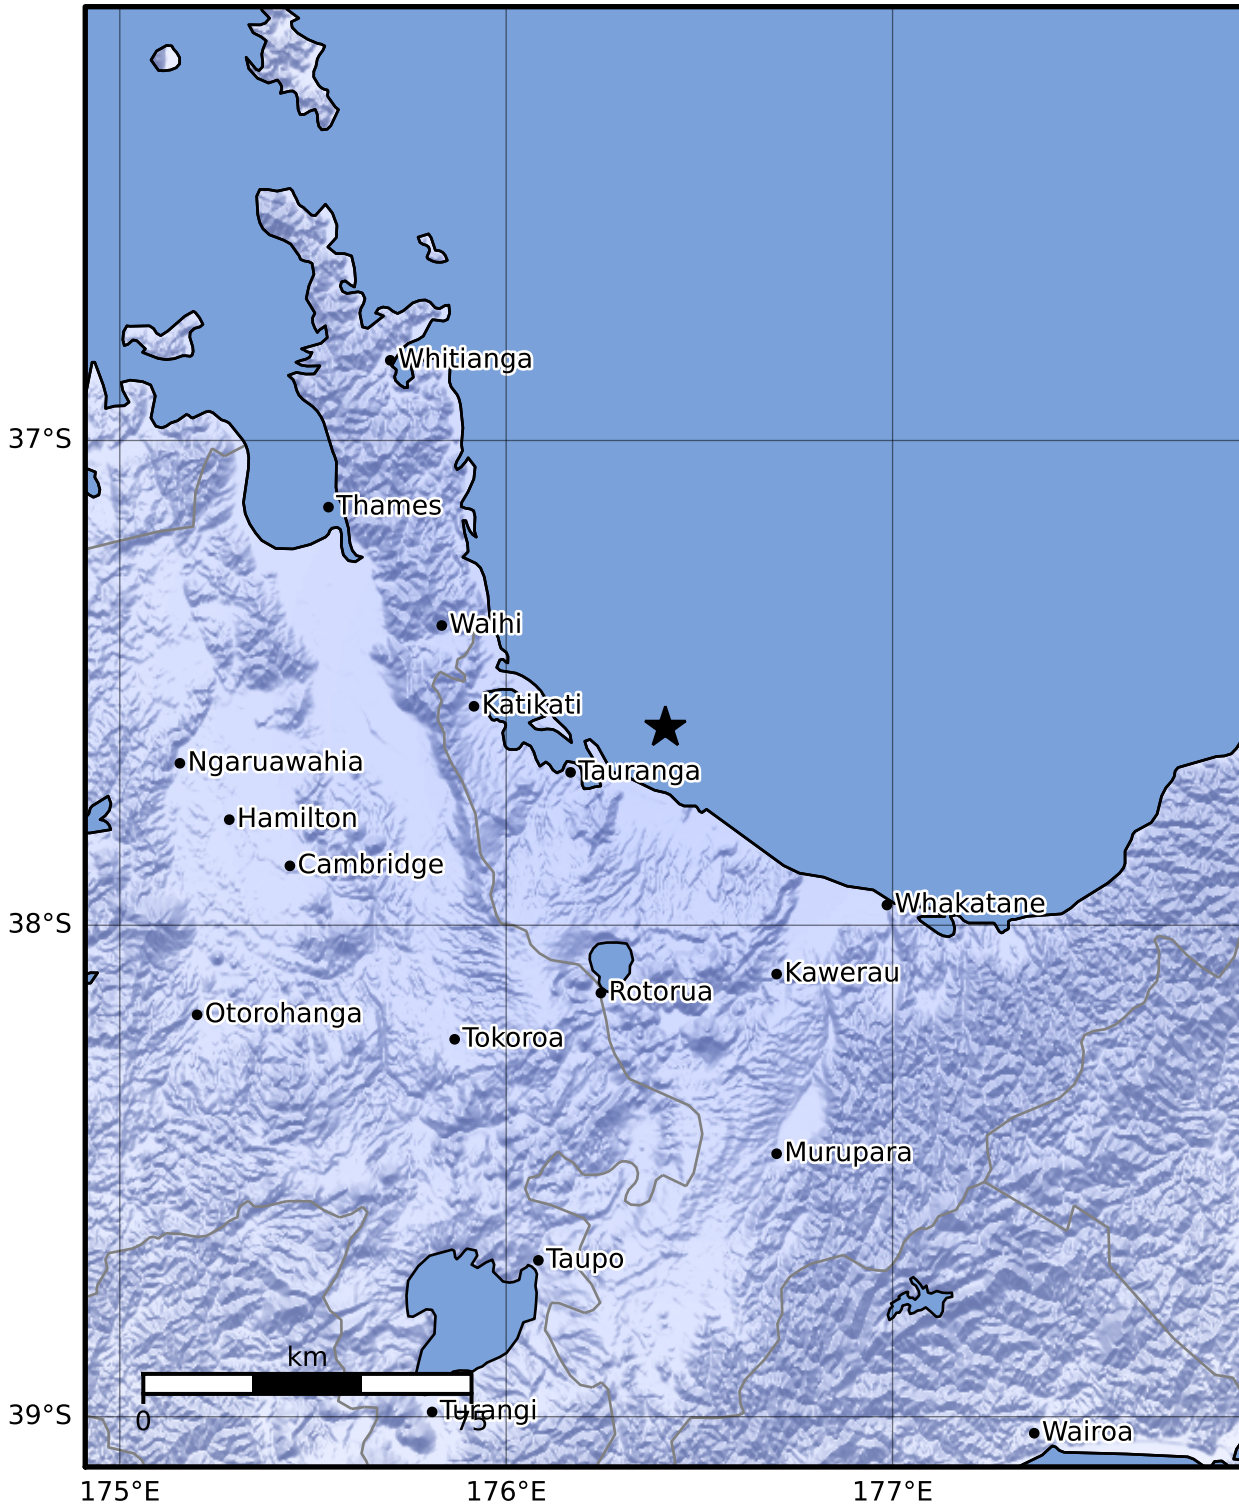 Whitianga
37°S
Thames
Waihi
Katikati
Ngaruawahia
Tauranga
Hamilton
Cambridge
Whakatane
38°S
Kawerau
Rotorua
Otorohanga
Tokoroa
Murupara
Taupo
km
0
75
Turangi
39°S
Wairoa
175°E
176°E
177°E